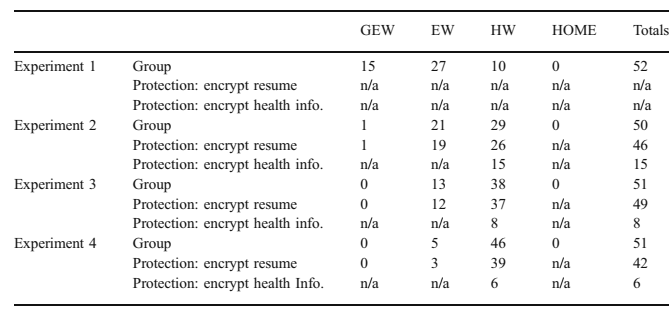 GEW EW HW HOME Totals
Experiment 1 Group 15 27 10 0 52
Protection: encrypt resume n/a n/a n/a n/a n/a
Protection: encrypt health info. n/a n/a n/a n/a n/a
Experiment 2 Group 1 21 29 0 50
Protection: encrypt resume 1 19 26 n/a 46
Protection: encrypt health info. n/a n/a 15 n/a 15
Experiment 3 Group 0 13 38 0 51
Protection: encrypt resume 0 12 37 n/a 49
Protection: encrypt health info. n/a n/a 8 n/a 8
Experiment 4 Group 0 5 46 0 51
Protection: encrypt resume 0 3 39 n/a 42
Protection: encrypt health Info. n/a n/a 6 n/a 6